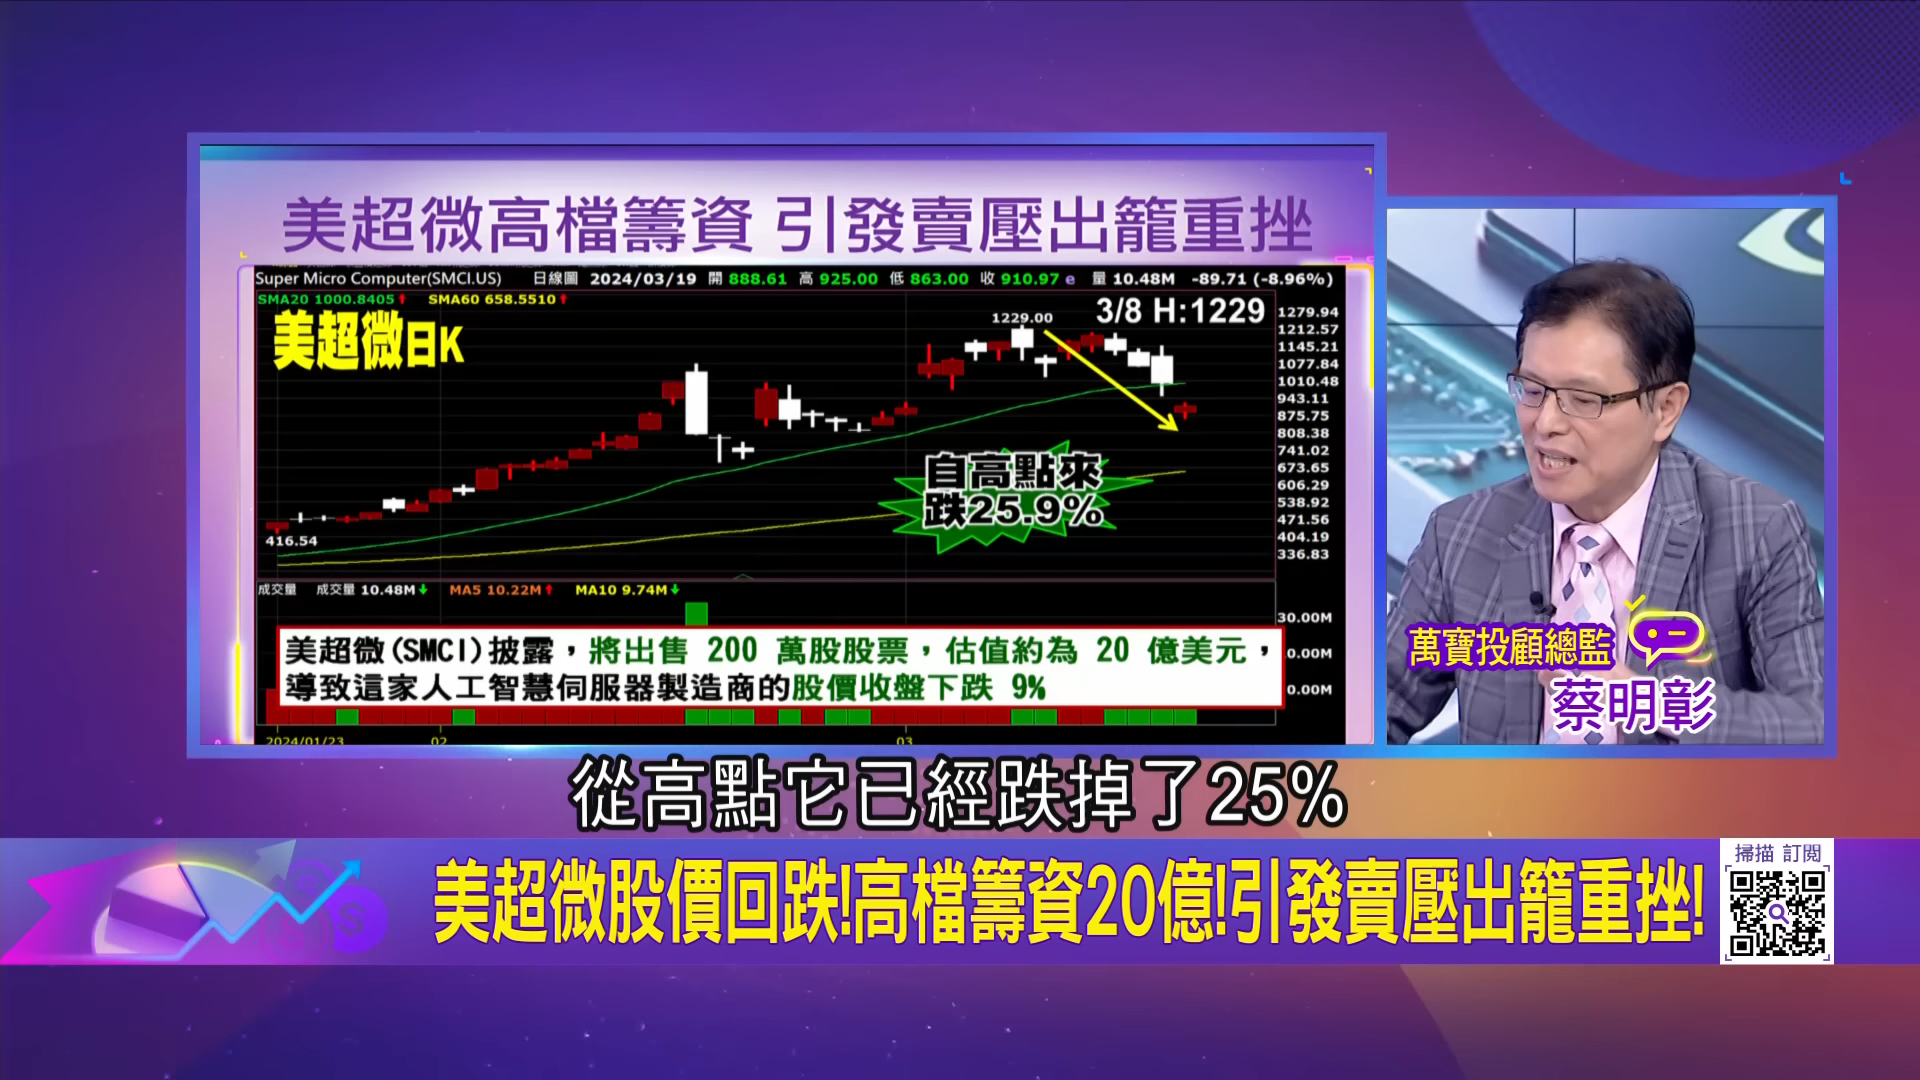 美超微高檔籌資 引發賣壓出籠重挫
Super Micro Computer(SMCI.US) 日線圖 2024/03/19 開 888.61 高 925.00 低 863.00 收 910.97 e 量 10.48M -89.71 (-8.96%)
SMA20 1000.8405 SMA60 658.5510
美超微日K
1229.00
3/8 H:1229
1279.94
1212.57
1145.21
1077.84
1010.48
943.11
875.75
808.38
741.02
673.65
606.29
538.92
471.56
404.19
336.83
自高點來
跌25.9%
416.54
成交量 成交量 10.48M MA5 10.22M MA10 9.74M
30.00M
0.00M
0.00M
美超微(SMCI)披露，將出售 200 萬股股票，估值約為 20 億美元，
導致這家人工智慧伺服器製造商的股價收盤下跌 9%
2024/01/23 02 03
萬寶投顧總監
蔡明彰
從高點它已經跌掉了25%
美超微股價回跌!高檔籌資20億!引發賣壓出籠重挫!
掃描 訂閱